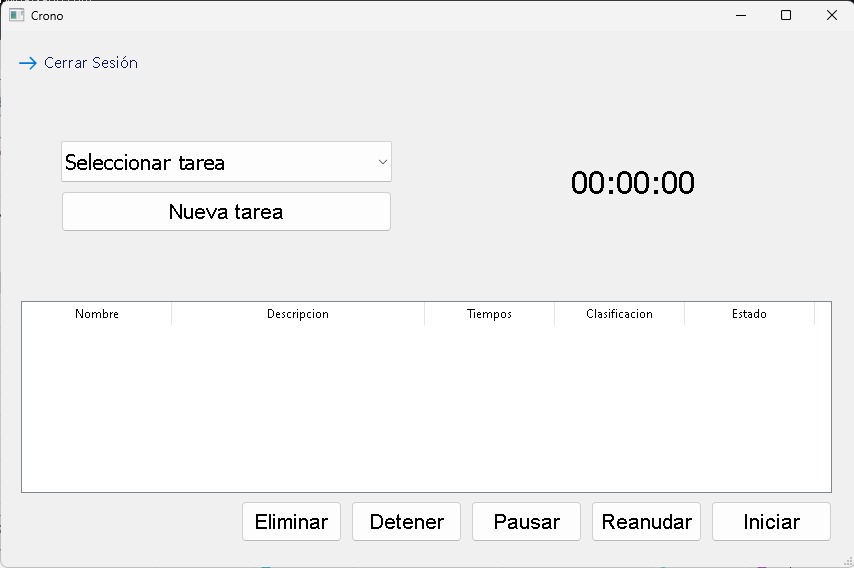 Crono
Cerrar Sesión
Seleccionar tarea
00:00:00
Nueva tarea
Nombre Descripcion Tiempos Clasificacion Estado
Eliminar Detener Pausar Reanudar Iniciar